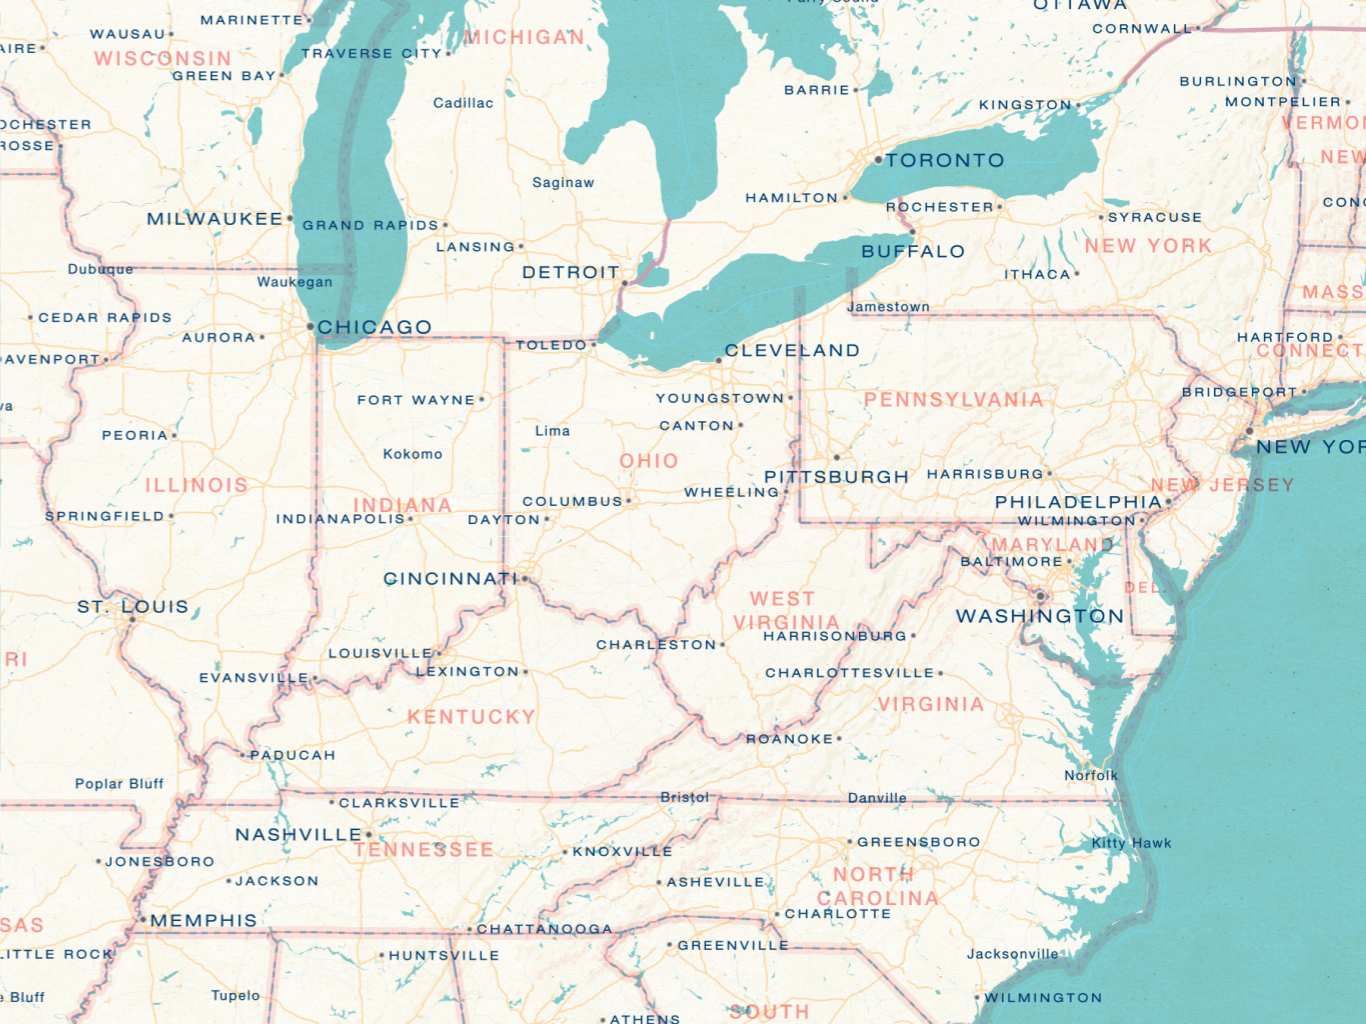 Parry Sound
OTTAWA
MARINETTE
CORNWALL
WAUSAU
MICHIGAN
AIRE
WISCONSIN
TRAVERSE CITY
GREEN BAY
BURLINGTON
BARRIE
Cadillac
KINGSTON
MONTPELIER
OCHESTER
VERMON
ROSSE
TORONTO
NEW
Saginaw
HAMILTON
ROCHESTER
CONC
MILWAUKEE
GRAND RAPIDS
SYRACUSE
LANSING
BUFFALO
NEW YORK
Dubuque
DETROIT
ITHACA
Waukegan
MASS
Jamestown
CEDAR RAPIDS
CHICAGO
AURORA
HARTFORD
TOLEDO
CLEVELAND
CONNECT
AVENPORT
BRIDGEPORT
FORT WAYNE
YOUNGSTOWN
PENNSYLVANIA
va
CANTON
PEORIA
Lima
NEW YOR
Kokomo
OHIO
PITTSBURGH
HARRISBURG
ILLINOIS
NEW JERSEY
WHEELING
INDIANA
COLUMBUS
PHILADELPHIA
SPRINGFIELD
INDIANAPOLIS
DAYTON
WILMINGTON
MARYLAND
BALTIMORE
CINCINNATI
DEL.
WEST
VIRGINIA
ST. LOUIS
WASHINGTON
HARRISONBURG
CHARLESTON
LOUISVILLE
RI
LEXINGTON
CHARLOTTESVILLE
EVANSVILLE
VIRGINIA
KENTUCKY
ROANOKE
PADUCAH
Norfolk
Poplar Bluff
Bristol
Danville
CLARKSVILLE
NASHVILLE
GREENSBORO
Kitty Hawk
TENNESSEE
KNOXVILLE
JONESBORO
NORTH
CAROLINA
JACKSON
ASHEVILLE
CHARLOTTE
MEMPHIS
SAS
CHATTANOOGA
GREENVILLE
LITTLE ROCK
HUNTSVILLE
Jacksonville
e Bluff
Tupelo
WILMINGTON
SOUTH
ATHENS